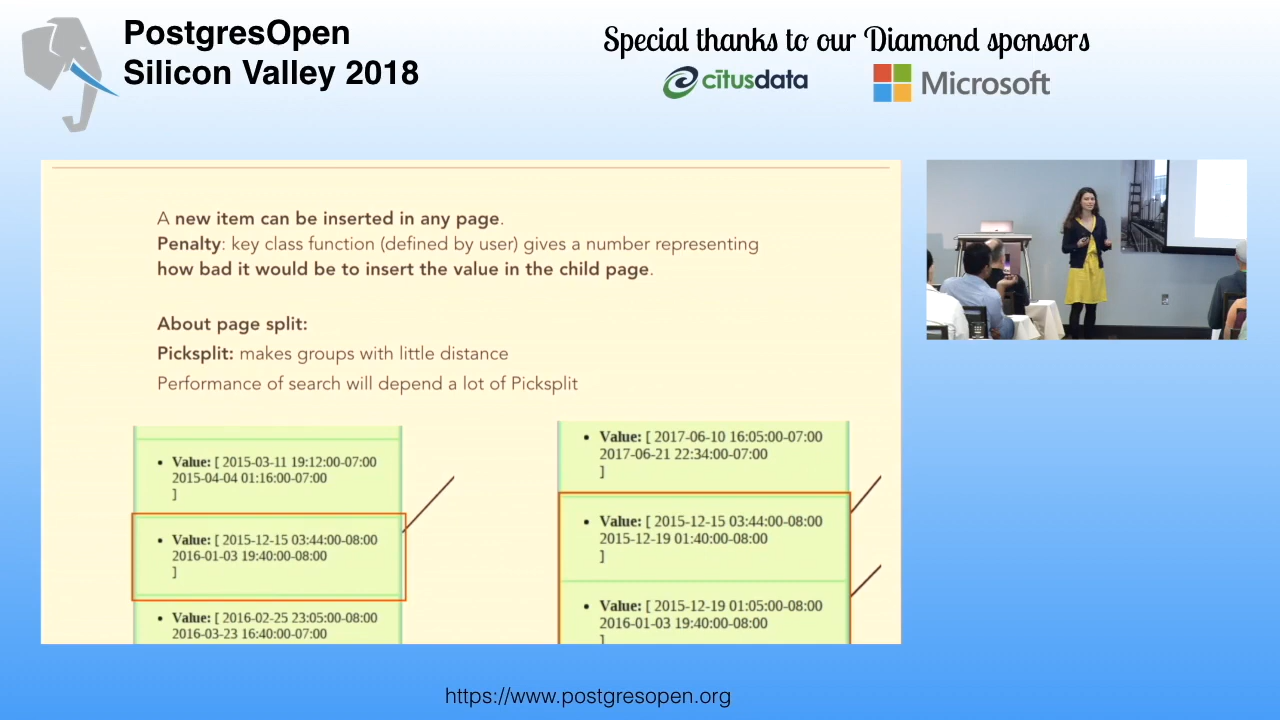 PostgresOpen
Silicon Valley 2018
Special thanks to our Diamond sponsors
citusdata
Microsoft
A new item can be inserted in any page.
Penalty: key class function (defined by user) gives a number representing
how bad it would be to insert the value in the child page.
About page split:
Picksplit: makes groups with little distance
Performance of search will depend a lot of Picksplit
• Value: [ 2015-03-11 19:12:00-07:00
2015-04-04 01:16:00-07:00
]
• Value: [ 2015-12-15 03:44:00-08:00
2016-01-03 19:40:00-08:00
]
• Value: [ 2016-02-25 23:05:00-08:00
2016-03-23 16:40:00-07:00
• Value: [ 2017-06-10 16:05:00-07:00
2017-06-21 22:34:00-07:00
]
• Value: [ 2015-12-15 03:44:00-08:00
2015-12-19 01:40:00-08:00
]
• Value: [ 2015-12-19 01:05:00-08:00
2016-01-03 19:40:00-08:00
]
https://www.postgresopen.org